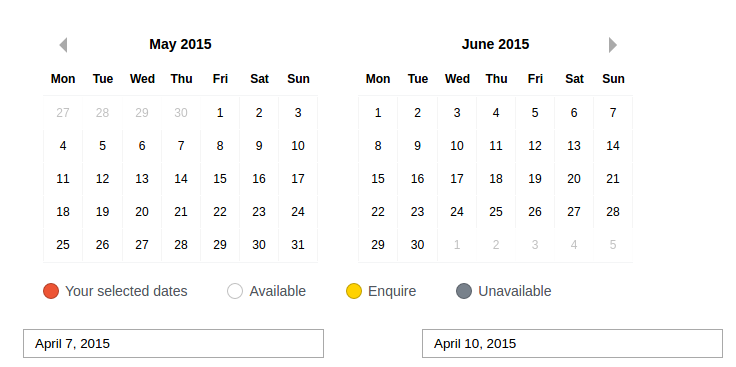 May 2015 June 2015
Mon Tue Wed Thu Fri Sat Sun Mon Tue Wed Thu Fri Sat Sun
27 28 29 30 1 2 3 1 2 3 4 5 6 7
4 5 6 7 8 9 10 8 9 10 11 12 13 14
11 12 13 14 15 16 17 15 16 17 18 19 20 21
18 19 20 21 22 23 24 22 23 24 25 26 27 28
25 26 27 28 29 30 31 29 30 1 2 3 4 5
Your selected dates Available Enquire Unavailable
April 7, 2015 April 10, 2015